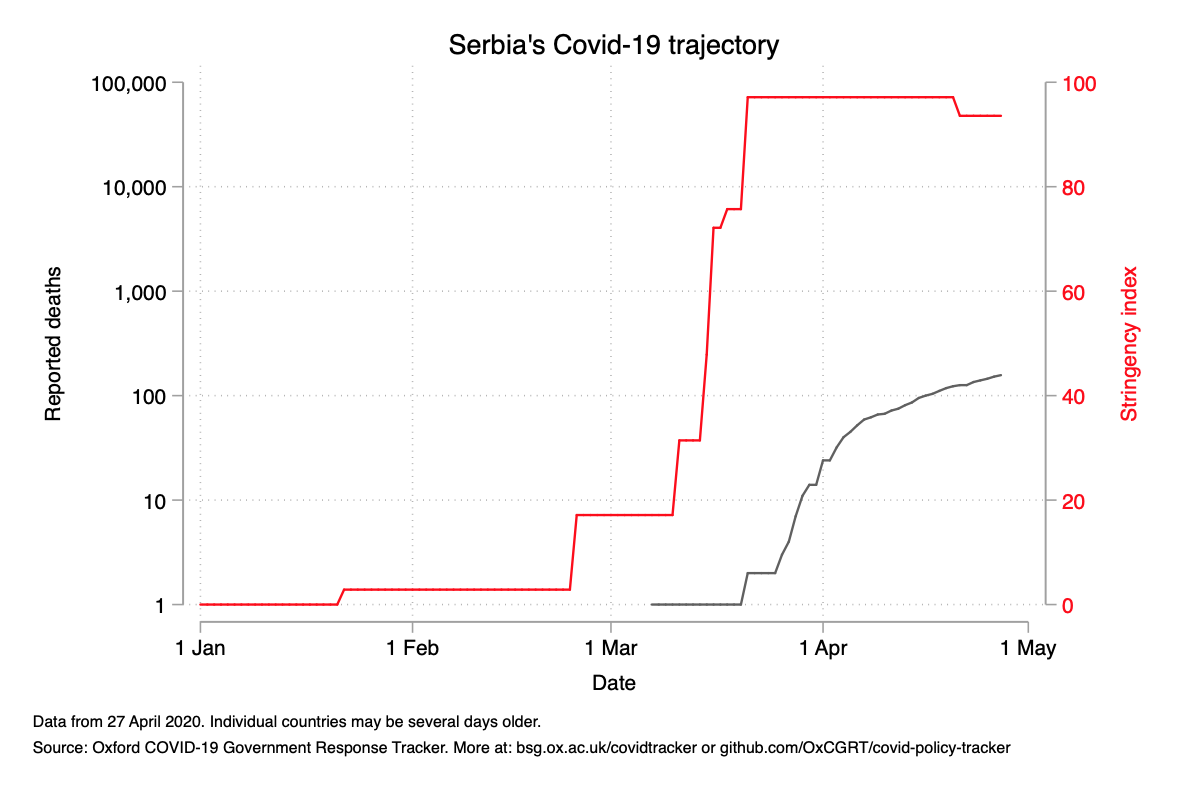 Serbia's Covid-19 trajectory
100,000
10,000
1,000
100
10
1
Reported deaths
100
80
60
40
20
0
Stringency index
1 Jan
1 Feb
1 Mar
1 Apr
1 May
Date
Data from 27 April 2020. Individual countries may be several days older.
Source: Oxford COVID-19 Government Response Tracker. More at: bsg.ox.ac.uk/covidtracker or github.com/OxCGRT/covid-policy-tracker